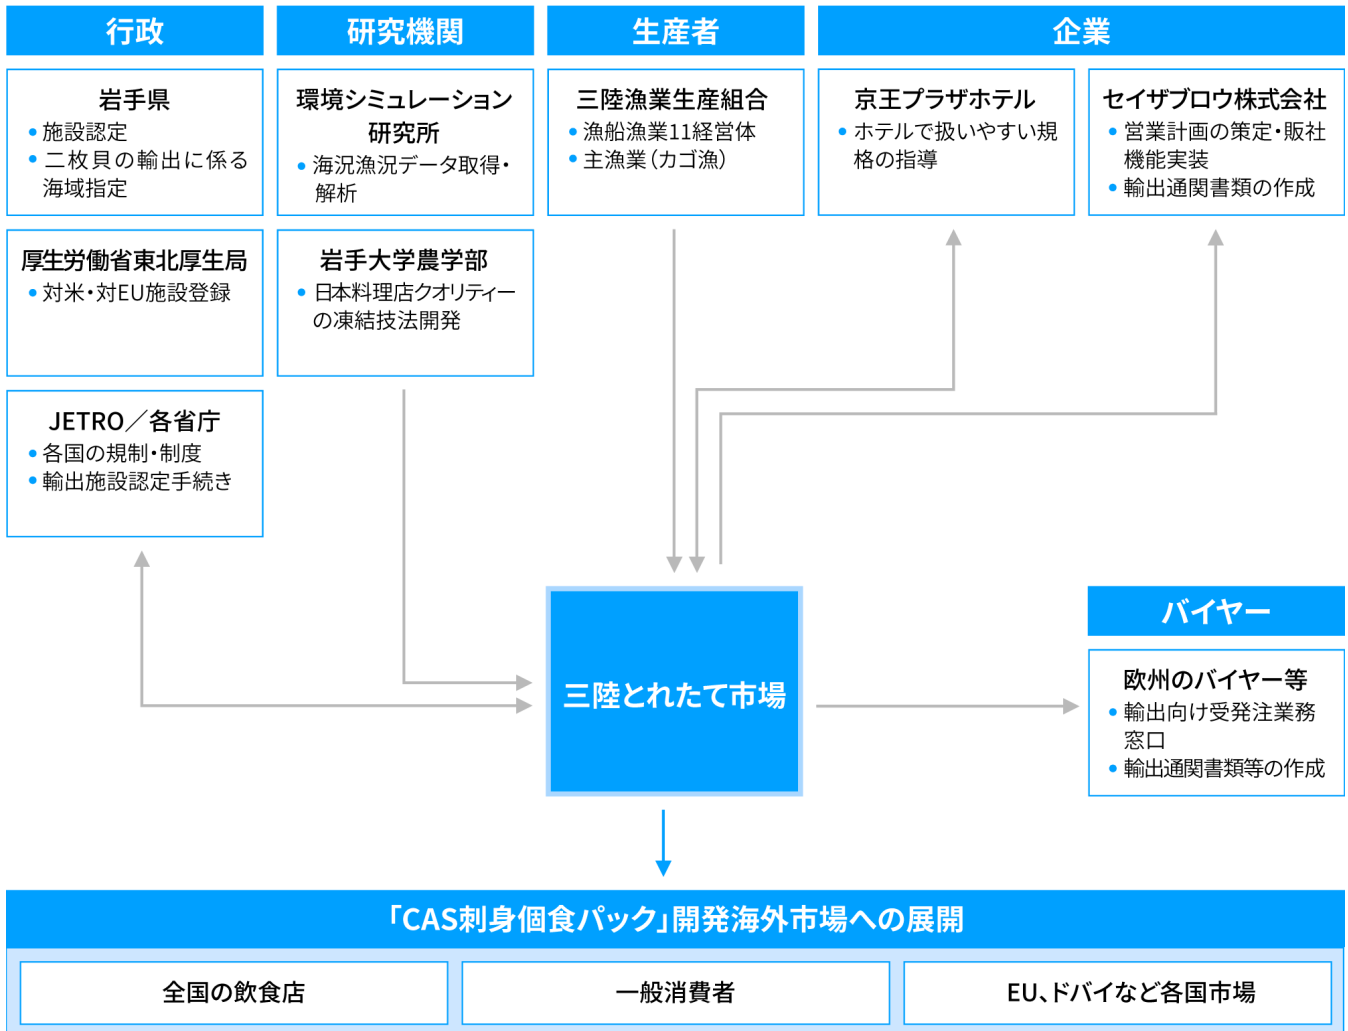 行政
岩手県
• 施設認定
• 二枚貝の輸出に係る
海域指定
厚生労働省東北厚生局
• 対米・対EU施設登録
JETRO／各省庁
• 各国の規制・制度
• 輸出施設認定手続き
研究機関
環境シミュレーション
研究所
• 海況漁況データ取得・
解析
岩手大学農学部
• 日本料理店クオリティー
の凍結技法開発
生産者
三陸漁業生産組合
• 漁船漁業11経営体
• 主漁業（カゴ漁）
企業
京王プラザホテル
• ホテルで扱いやすい規
格の指導
セイザブロウ株式会社
• 営業計画の策定・販社
機能実装
• 輸出通関書類の作成
三陸とれたて市場
バイヤー
欧州のバイヤー等
• 輸出向け受発注業務
窓口
• 輸出通関書類等の作成
「CAS刺身個食パック」開発海外市場への展開
全国の飲食店
一般消費者
EU、ドバイなど各国市場